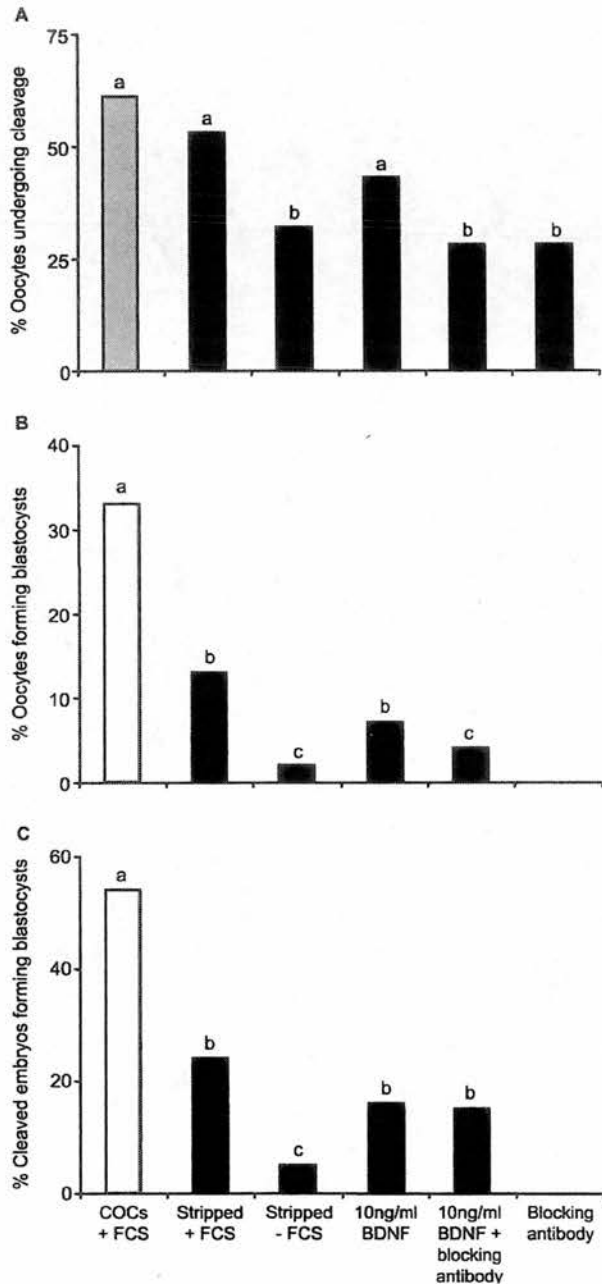 A
% Oocytes undergoing cleavage
75
50
25
0
a
a
b
a
b
b
B
% Oocytes forming blastocysts
40
30
20
10
0
a
b
c
b
c
C
% Cleaved embryos forming blastocysts
60
40
20
0
a
b
c
b
b
COCs
+ FCS
Stripped
+ FCS
Stripped
- FCS
10ng/ml
BDNF
10ng/ml
BDNF +
blocking
antibody
Blocking
antibody